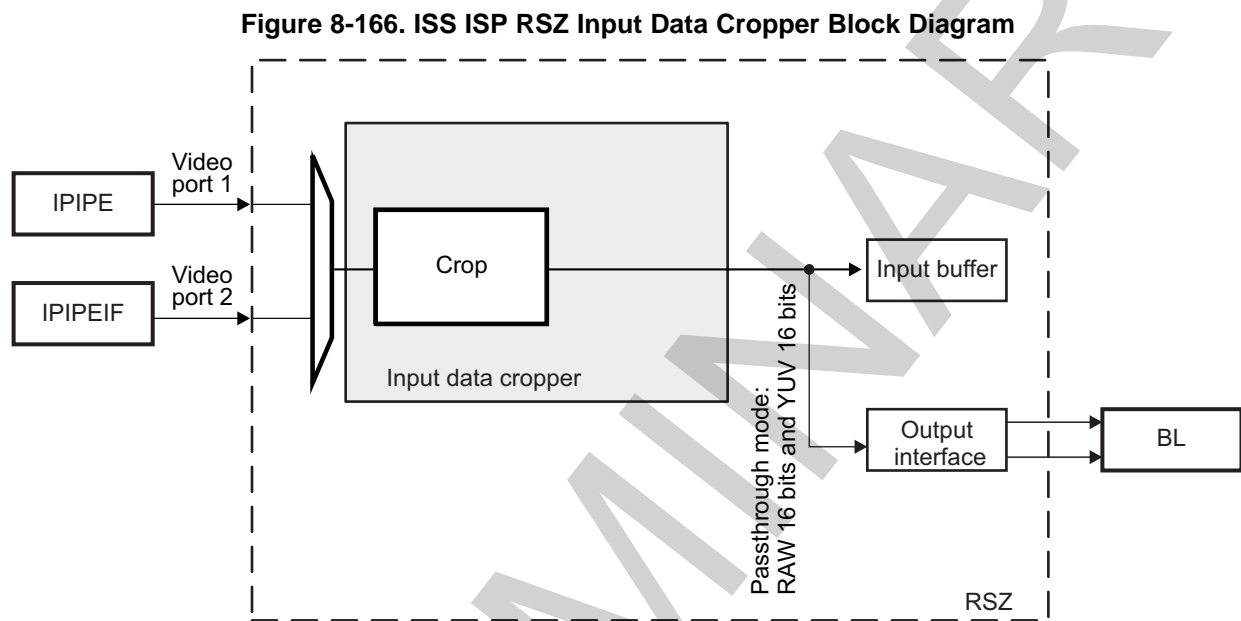 Figure 8-166. ISS ISP RSZ Input Data Cropper Block Diagram
Video
port 1
IPIPE
Video
port 2
IPIPEIF
Crop
Input data cropper
Input buffer
Passthrough mode:
RAW 16 bits and YUV 16 bits
Output
interface
BL
RSZ
MINAR